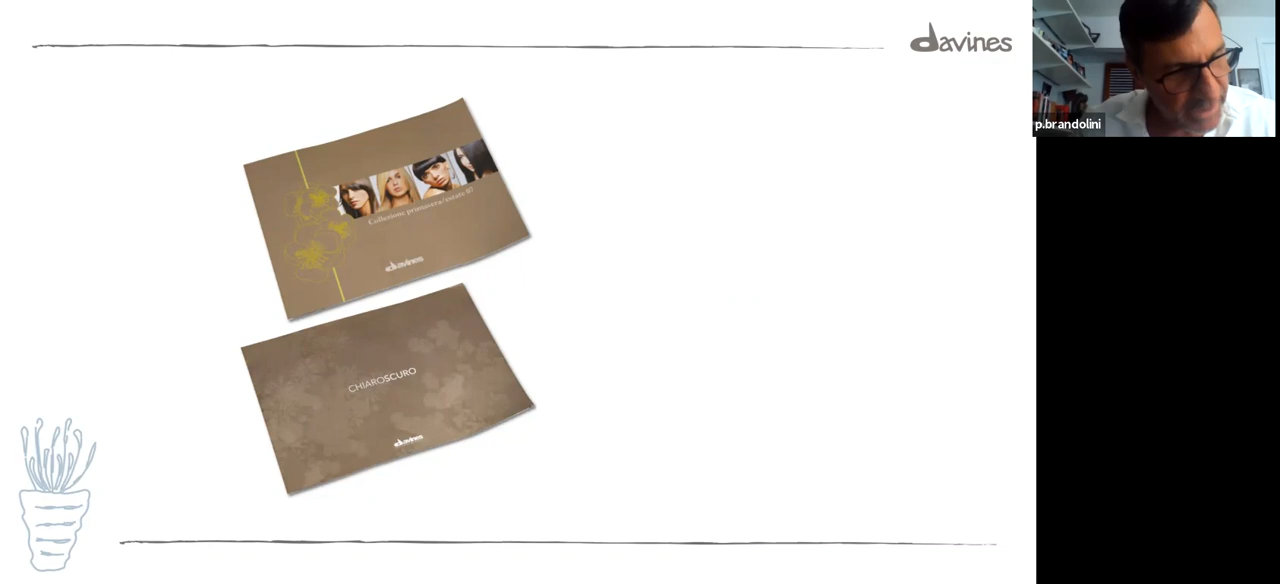 davines
p.brandolini
Collezione primavera/estate 07
davines
CHIAROSCURO
davines